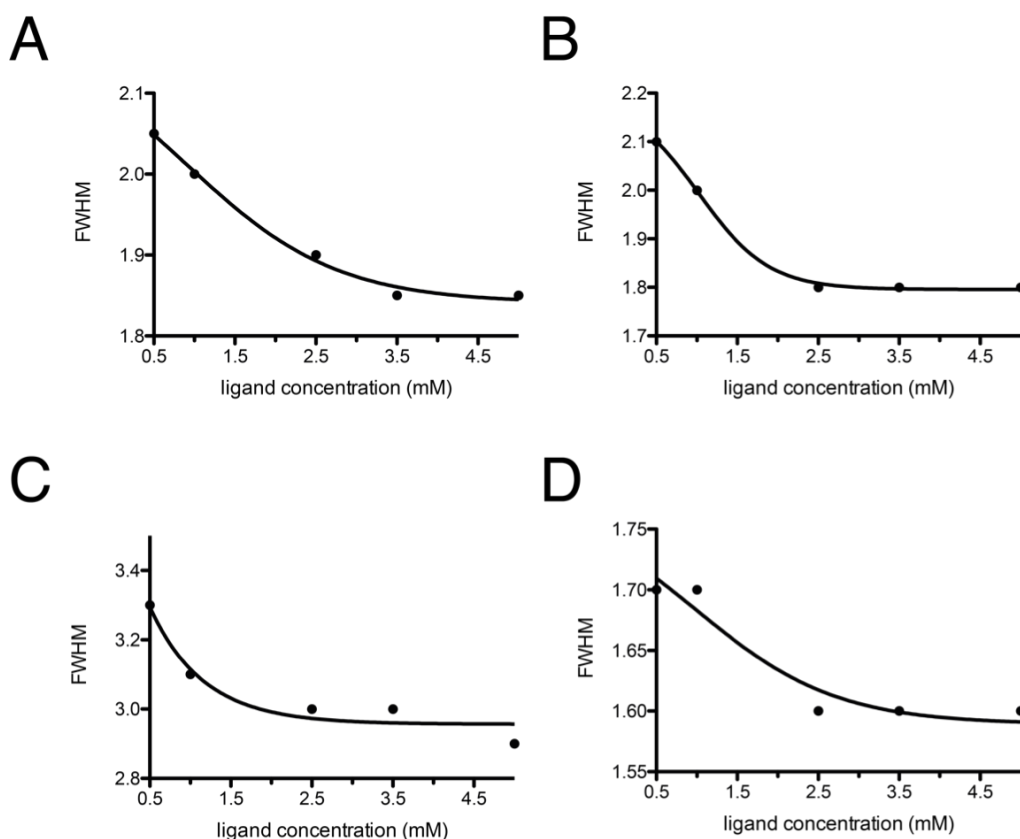 A
2.1
2.0
1.9
1.8
FWHM
0.5 1.5 2.5 3.5 4.5
ligand concentration (mM)
B
2.2
2.1
2.0
1.9
1.8
1.7
FWHM
0.5 1.5 2.5 3.5 4.5
ligand concentration (mM)
C
3.4
3.2
3.0
2.8
FWHM
0.5 1.5 2.5 3.5 4.5
ligand concentration (mM)
D
1.75
1.70
1.65
1.60
1.55
FWHM
0.5 1.5 2.5 3.5 4.5
ligand concentration (mM)